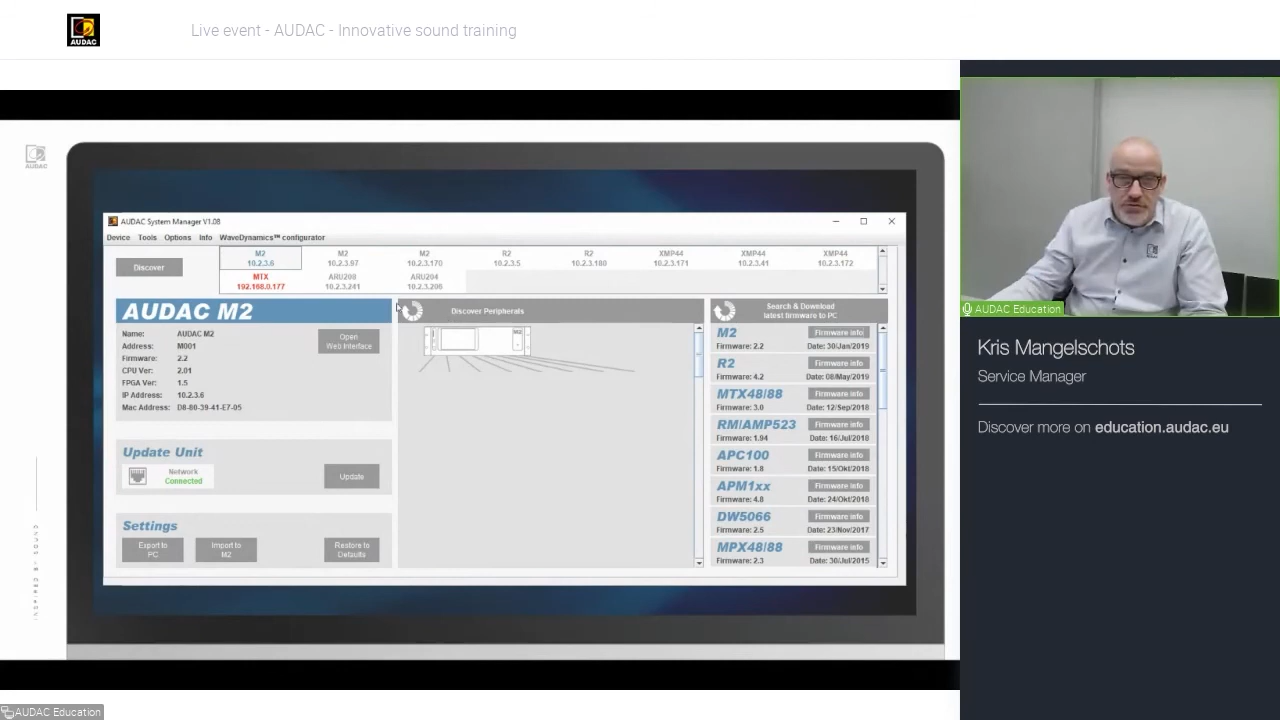 AUDAC
Live event - AUDAC - Innovative sound training
AUDAC
AUDAC System Manager V1.08
Device Tools Options Info WaveDynamics™ configurator
Discover
M2 M2 M2 R2 R2 XMP44 XMP44 XMP44
10.2.3.6 10.2.3.97 10.2.3.170 10.2.3.5 10.2.3.180 10.2.3.171 10.2.3.41 10.2.3.172
MTX ARU208 ARU204
192.168.0.177 10.2.3.241 10.2.3.206
AUDAC M2
Name: AUDAC M2
Address: M001
Firmware: 2.2
CPU Ver: 2.01
FPGA Ver: 1.5
IP Address: 10.2.3.6
Mac Address: D8-80-39-41-E7-05
Open
Web Interface
Update Unit
Network
Connected
Update
Settings
Export to
PC
Import to
M2
Restore to
Defaults
Discover Peripherals
M2
Search & Download
latest firmware to PC
M2 Firmware info
Firmware: 2.2 Date: 30/Jan/2019
R2 Firmware info
Firmware: 4.2 Date: 08/May/2019
MTX48/88 Firmware info
Firmware: 3.0 Date: 12/Sep/2018
RM/AMP523 Firmware info
Firmware: 1.94 Date: 16/Jul/2018
APC100 Firmware info
Firmware: 1.8 Date: 15/Okt/2018
APM1xx Firmware info
Firmware: 4.8 Date: 24/Okt/2018
DW5066 Firmware info
Firmware: 2.5 Date: 23/Nov/2017
MPX48/88 Firmware info
Firmware: 2.3 Date: 30/Jul/2015
AUDAC Education
Kris Mangelschots
Service Manager
Discover more on education.audac.eu
AUDAC Education